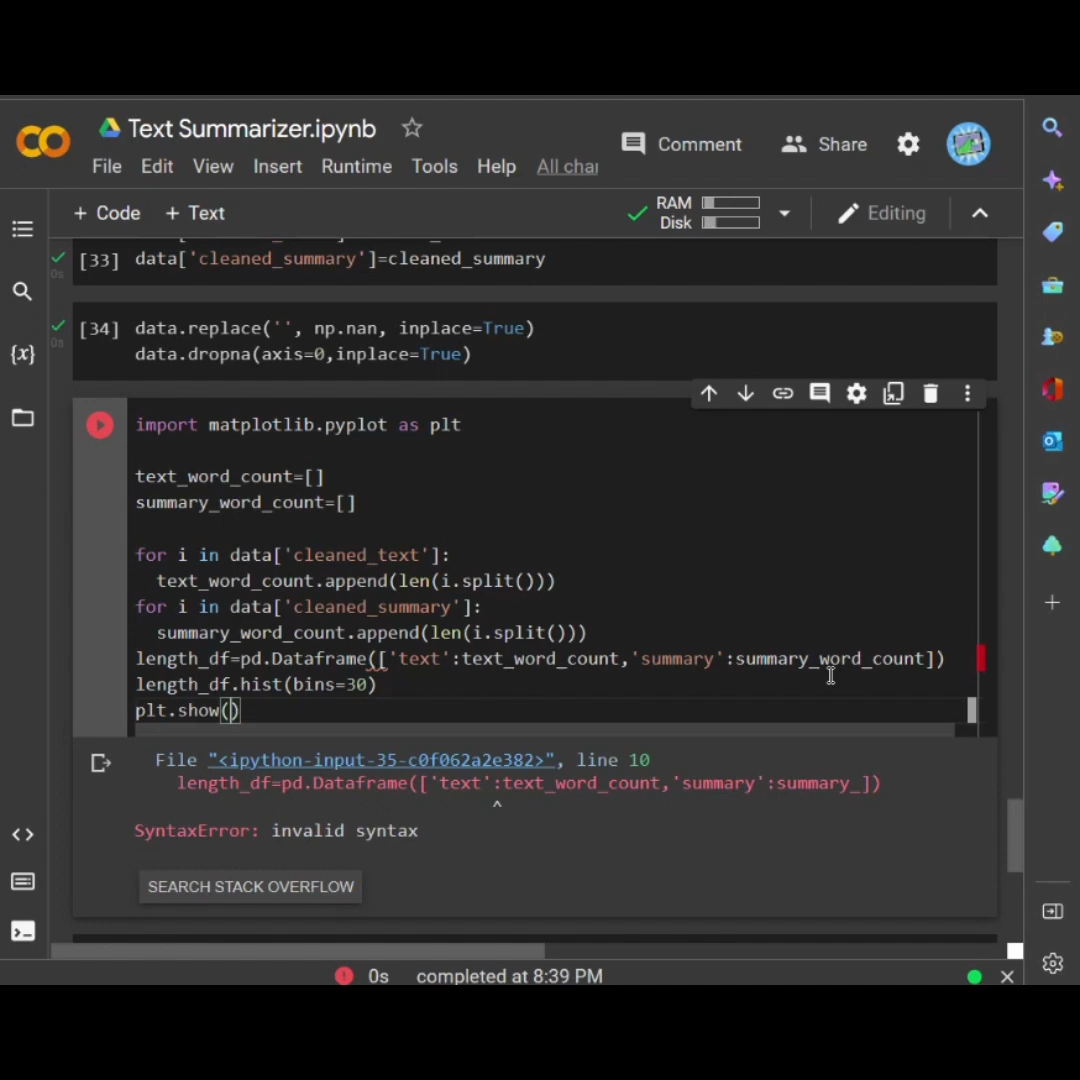 Text Summarizer.ipynb
Comment
Share
File Edit View Insert Runtime Tools Help All chan
+ Code + Text
RAM
Disk
Editing
[33] data['cleaned_summary']=cleaned_summary
0s
[34] data.replace('', np.nan, inplace=True)
0s
data.dropna(axis=0,inplace=True)
import matplotlib.pyplot as plt
text_word_count=[]
summary_word_count=[]
for i in data['cleaned_text']:
text_word_count.append(len(i.split()))
for i in data['cleaned_summary']:
summary_word_count.append(len(i.split()))
length_df=pd.Dataframe(['text':text_word_count,'summary':summary_word_count])
length_df.hist(bins=30)
plt.show()
File "<ipython-input-35-c0f062a2e382>", line 10
length_df=pd.Dataframe(['text':text_word_count,'summary':summary_])
^
SyntaxError: invalid syntax
SEARCH STACK OVERFLOW
0s completed at 8:39 PM